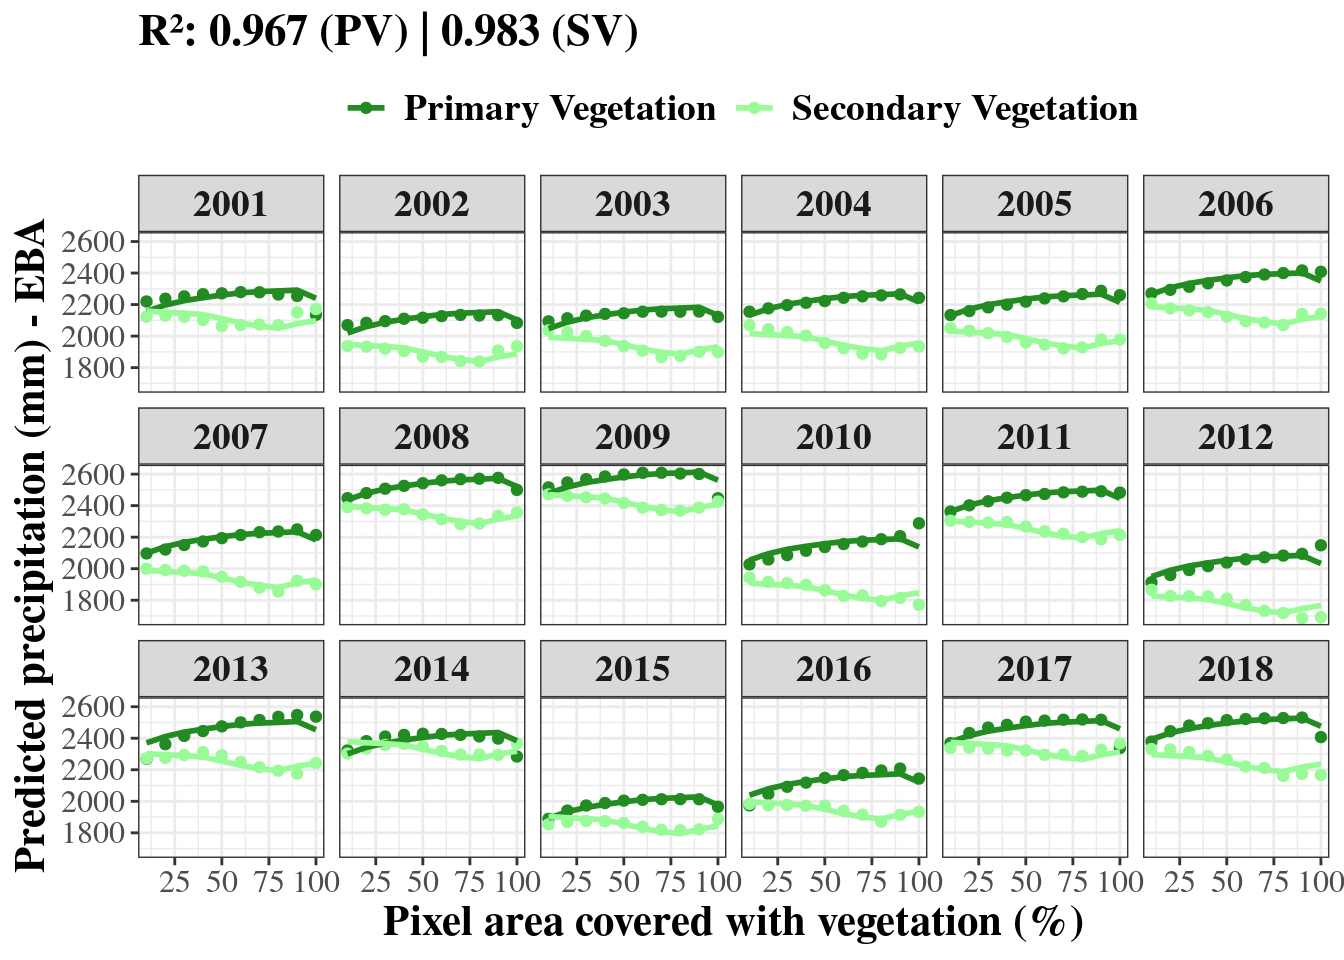 R²: 0.967 (PV) | 0.983 (SV)
Primary Vegetation Secondary Vegetation
Predicted precipitation (mm) - EBA
2001 2002 2003 2004 2005 2006
2600
2400
2200
2000
1800
2007 2008 2009 2010 2011 2012
2600
2400
2200
2000
1800
2013 2014 2015 2016 2017 2018
2600
2400
2200
2000
1800
25 50 75 100 25 50 75 100 25 50 75 100 25 50 75 100 25 50 75 100 25 50 75 100
Pixel area covered with vegetation (%)